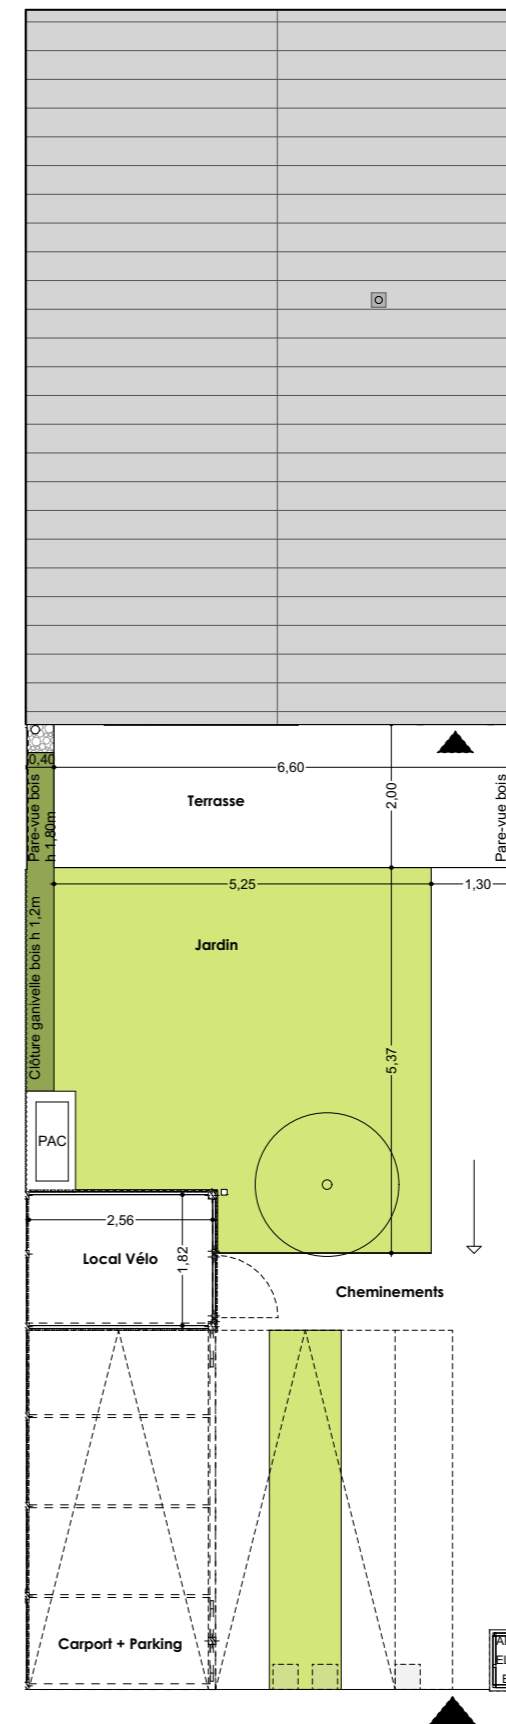 0,40
6,60
Pare-vue bois
h 1,80m
Terrasse
2,00
Pare-vue bois
5,25
1,30
Clôture ganivelle bois h 1,2m
Jardin
5,37
PAC
2,56
Local Vélo
1,82
Cheminements
Carport + Parking